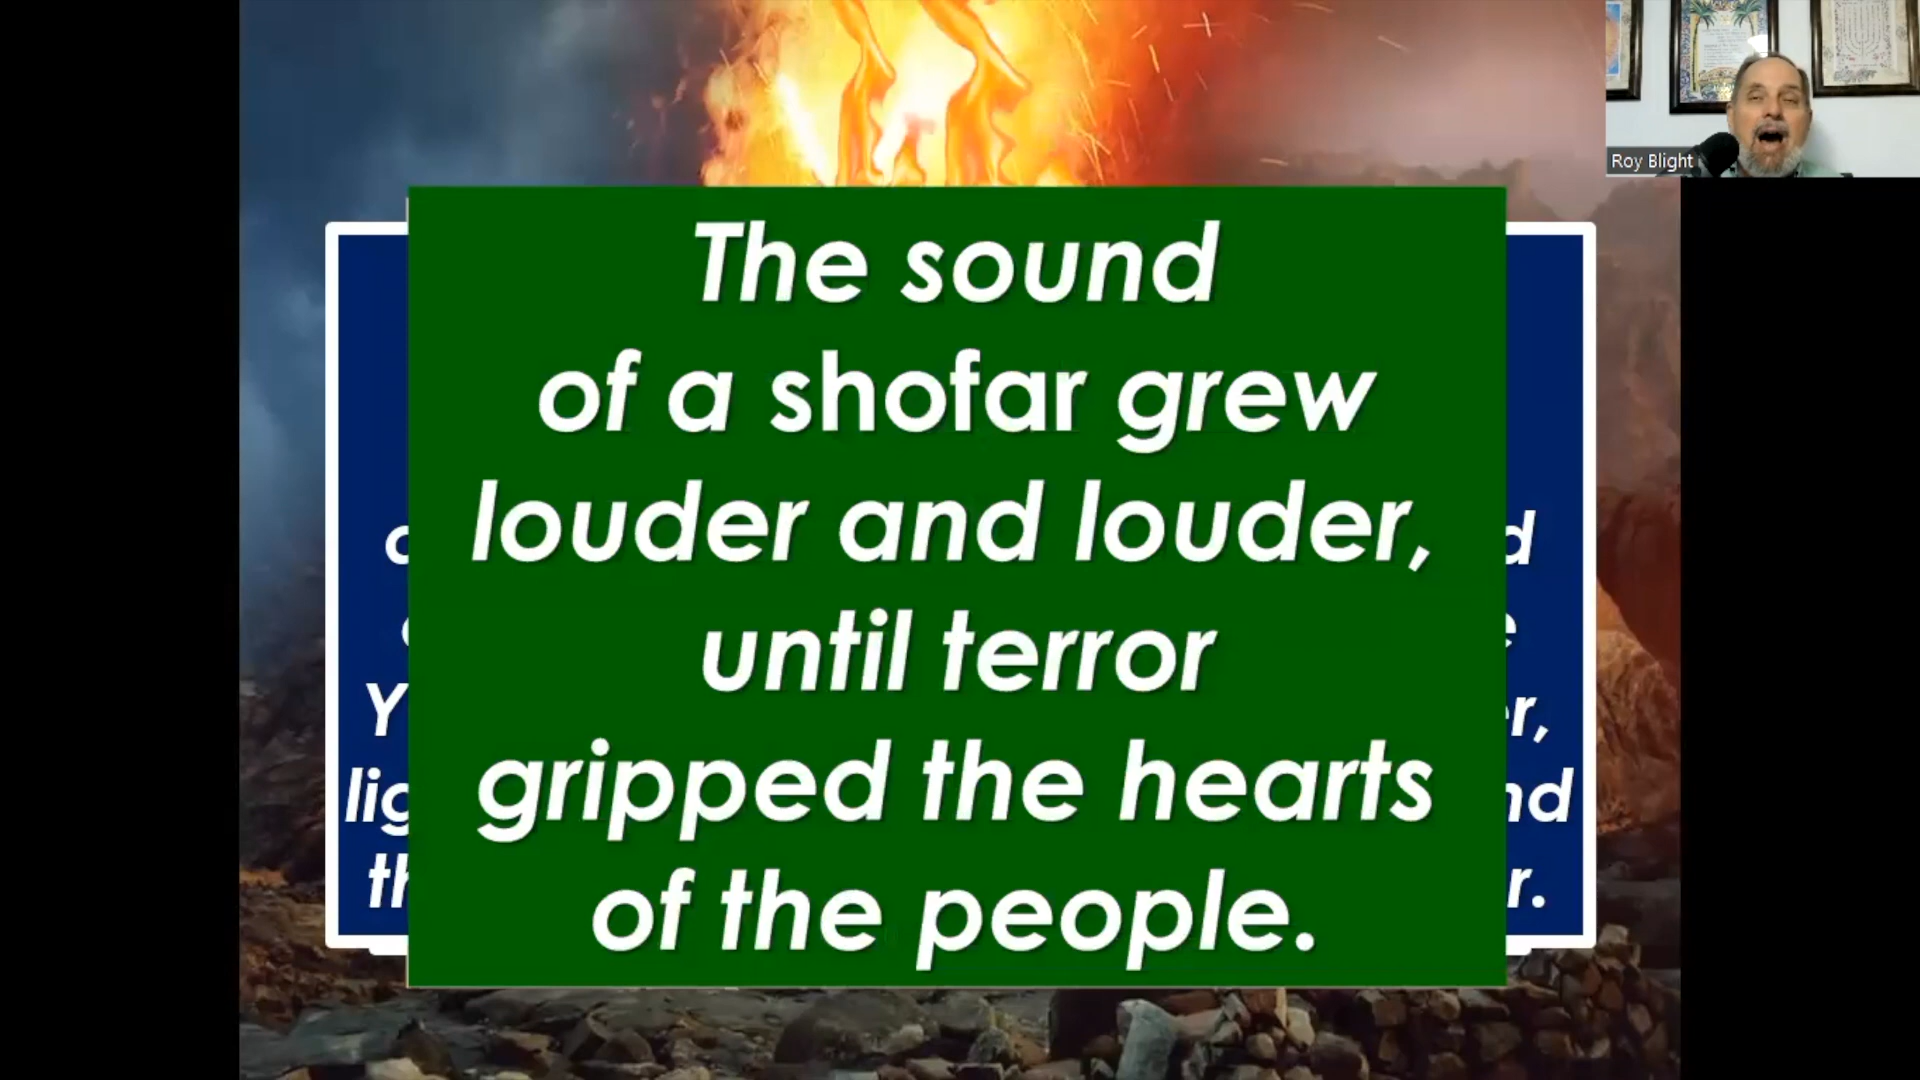 Roy Blight
The sound
of a shofar grew
louder and louder,
until terror
gripped the hearts
of the people.